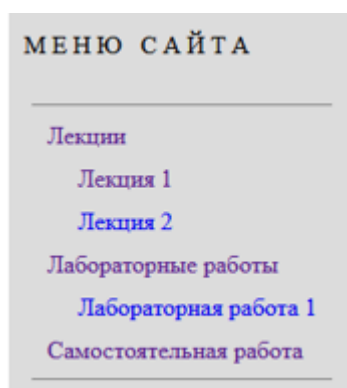 МЕНЮ САЙТА
Лекции
Лекция 1
Лекция 2
Лабораторные работы
Лабораторная работа 1
Самостоятельная работа